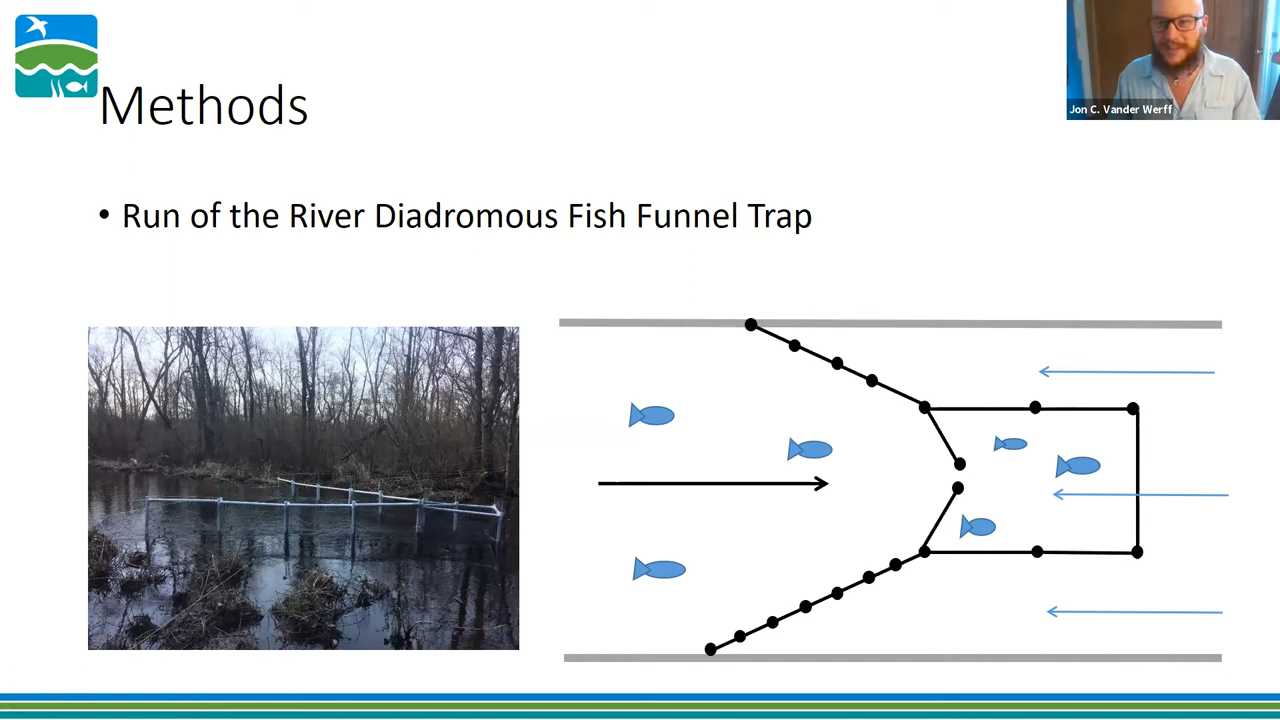 Jon C. Vander Werff
Methods
• Run of the River Diadromous Fish Funnel Trap